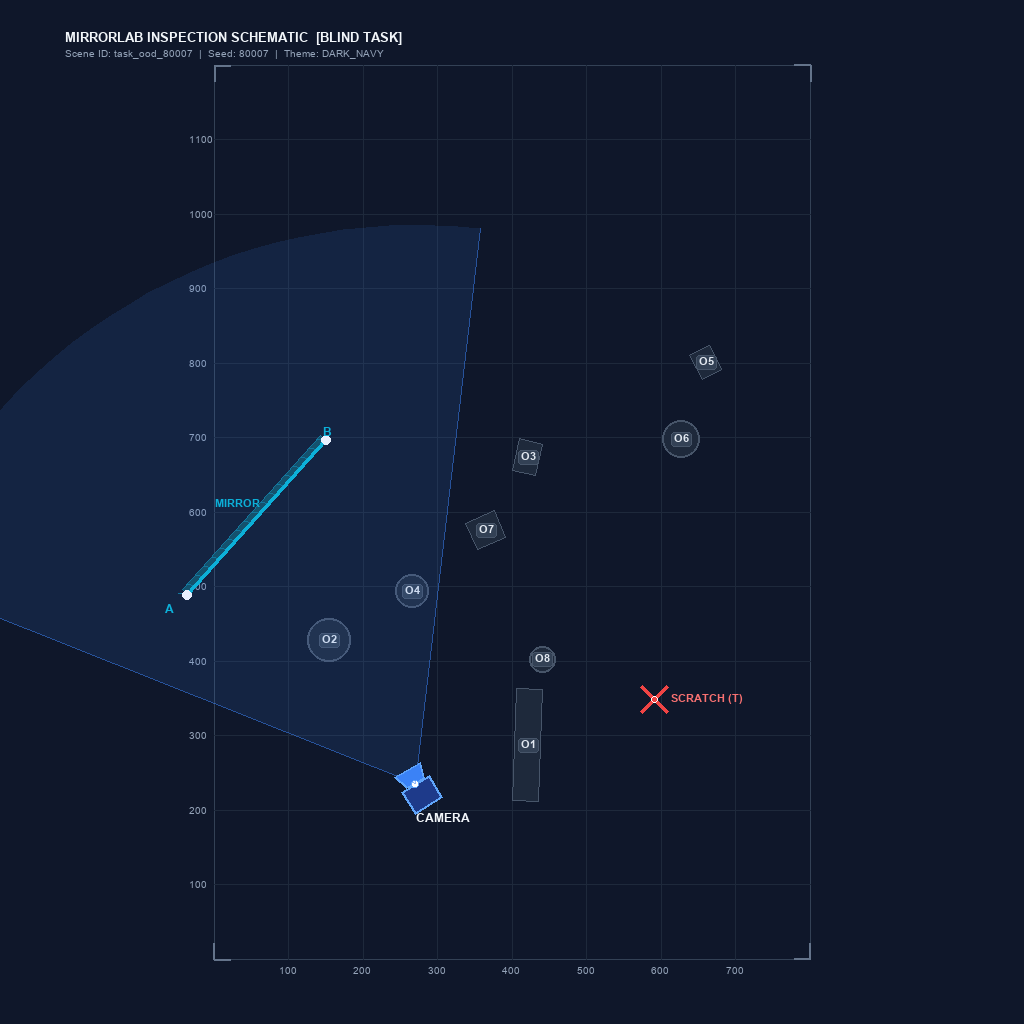 MIRRORLAB INSPECTION SCHEMATIC [BLIND TASK]
Scene ID: task_ood_80007 | Seed: 80007 | Theme: DARK_NAVY
1100
1000
900
800
O5
700
B
O6
O3
MIRROR
600
O7
00
O4
A
O2
400
O8
SCRATCH (T)
300
O1
200
CAMERA
100
100 200 300 400 500 600 700